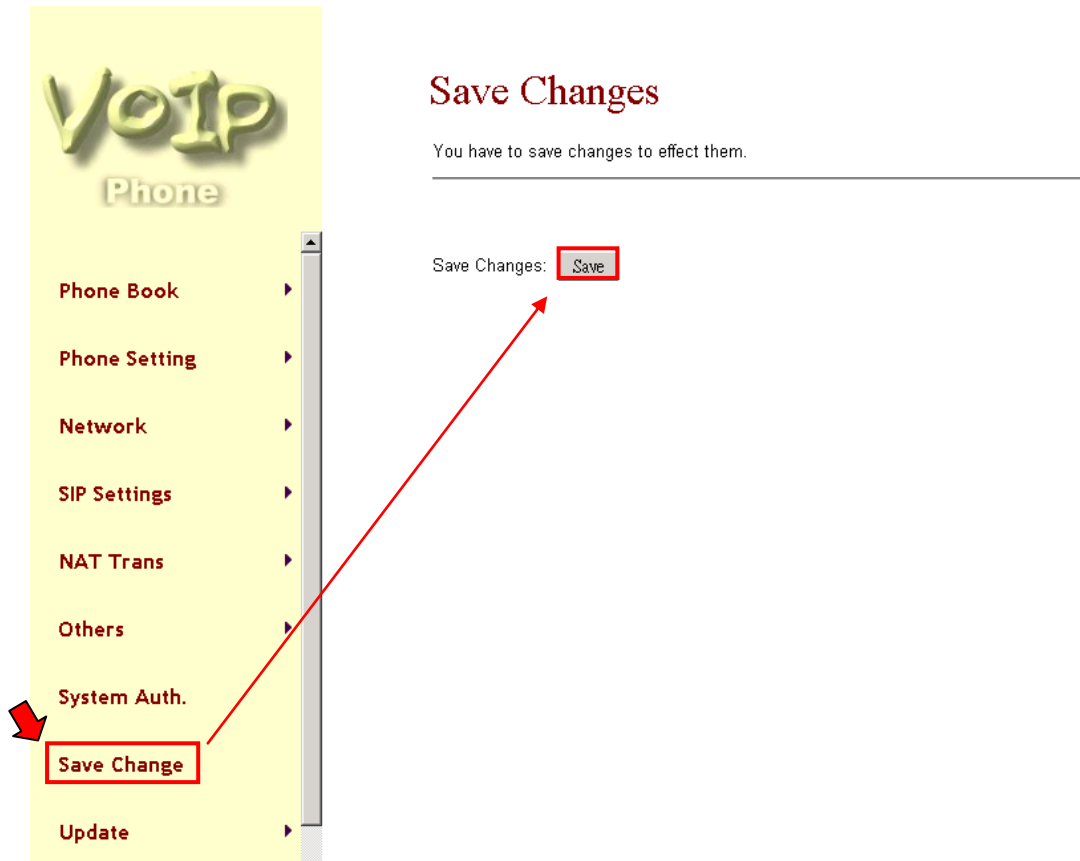 VoIP
Phone
Phone Book
Phone Setting
Network
SIP Settings
NAT Trans
Others
System Auth.
Save Change
Update
Save Changes
You have to save changes to effect them.
Save Changes: Save